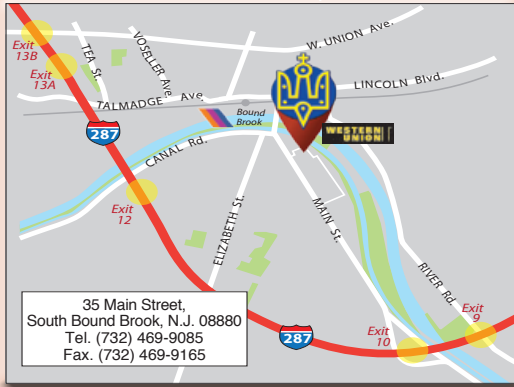 Exit
13B
Exit
13A
TEA St.
VOSELLER Ave.
W. UNION Ave.
LINCOLN Blvd.
TALMADGE Ave.
Bound
Brook
WESTERN
UNION
287
CANAL Rd.
Exit
12
ELIZABETH St.
MAIN St.
RIVER Rd.
Exit
9
Exit
10
287
35 Main Street,
South Bound Brook, N.J. 08880
Tel. (732) 469-9085
Fax. (732) 469-9165